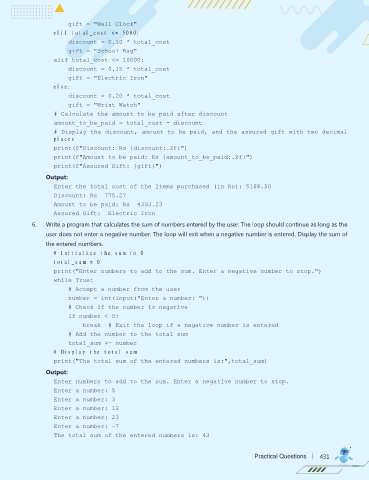 gift = "Wall Clock"
elif total_cost <= 5000:
discount = 0.10 * total_cost
gift = "School Bag"
elif total_cost <= 10000:
discount = 0.15 * total_cost
gift = "Electric Iron"
else:
discount = 0.20 * total_cost
gift = "Wrist Watch"
# Calculate the amount to be paid after discount
amount_to_be_paid = total_cost - discount
# Display the discount, amount to be paid, and the assured gift with two decimal
places
print(f"Discount: Rs {discount:.2f}")
print(f"Amount to be paid: Rs {amount_to_be_paid:.2f}")
print(f"Assured Gift: {gift}")
Output:
Enter the total cost of the items purchased (in Rs): 5168.50
Discount: Rs 775.27
Amount to be paid: Rs 4393.23
Assured Gift: Electric Iron
6. Write a program that calculates the sum of numbers entered by the user. The loop should continue as long as the
user does not enter a negative number. The loop will exit when a negative number is entered. Display the sum of
the entered numbers.
# Initialize the sum to 0
total_sum = 0
print("Enter numbers to add to the sum. Enter a negative number to stop.")
while True:
# Accept a number from the user
number = int(input("Enter a number: "))
# Check if the number is negative
if number < 0:
break # Exit the loop if a negative number is entered
# Add the number to the total sum
total_sum += number
# Display the total sum
print("The total sum of the entered numbers is:",total_sum)
Output:
Enter numbers to add to the sum. Enter a negative number to stop.
Enter a number: 5
Enter a number: 3
Enter a number: 12
Enter a number: 23
Enter a number: -7
The total sum of the entered numbers is: 43
Practical Questions | 431